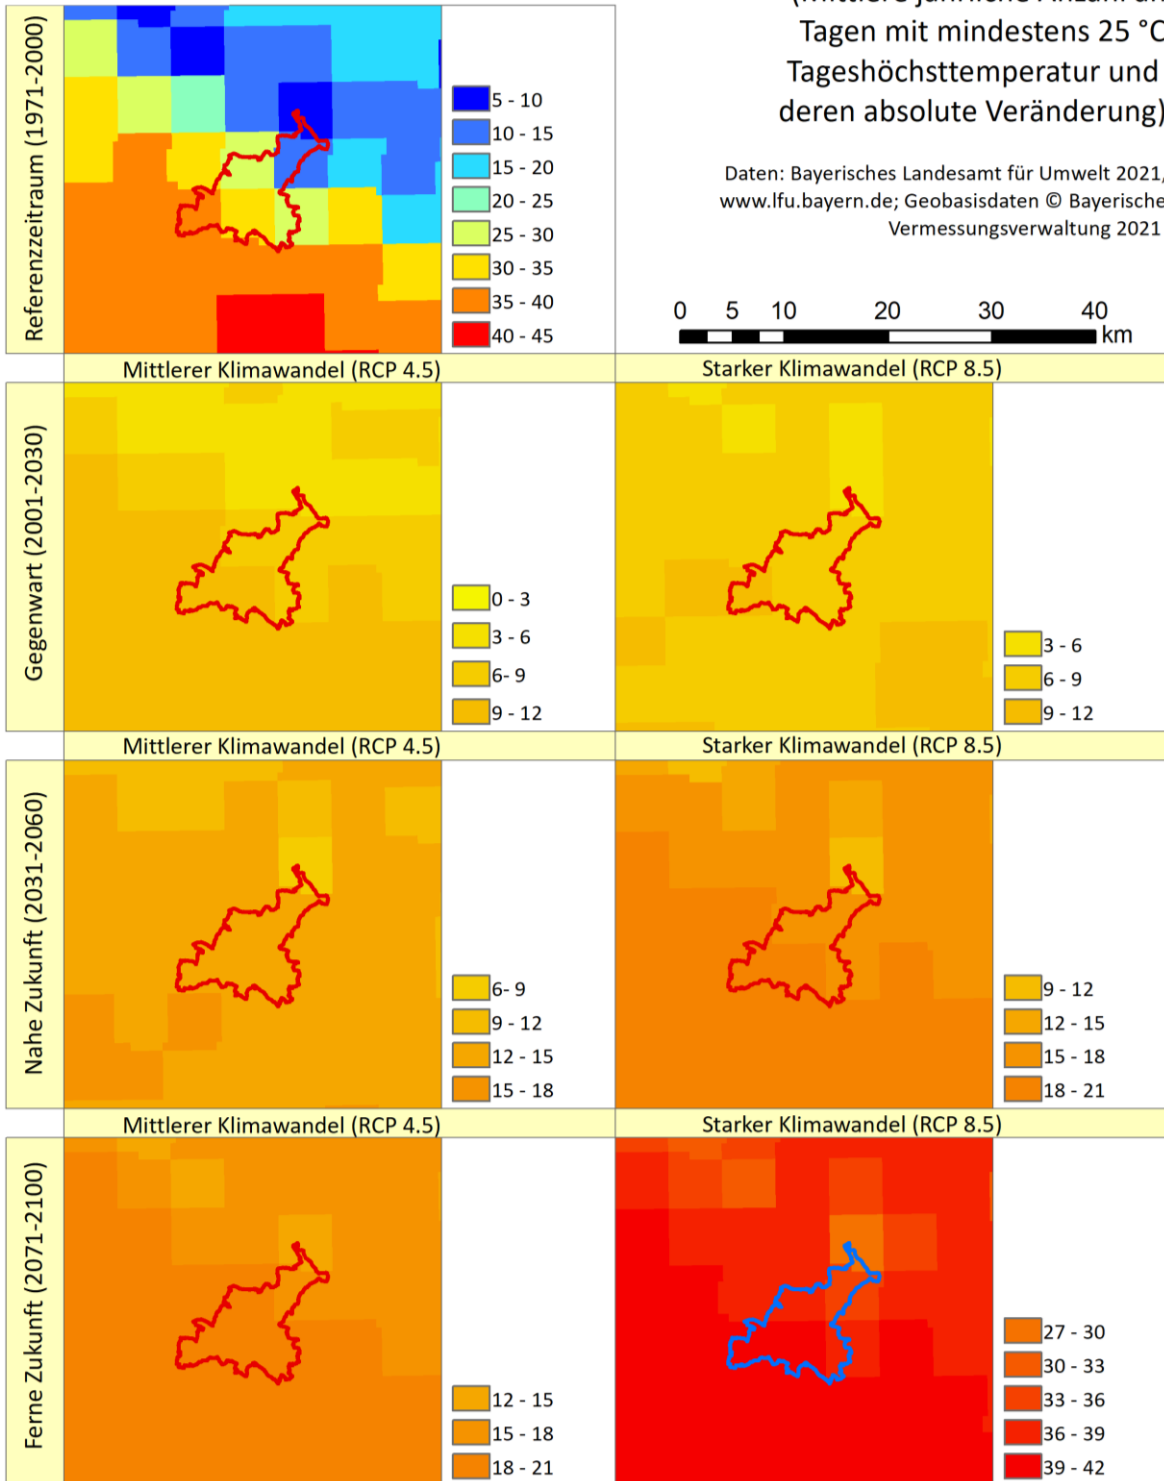 (Mittlere jährliche Anzahl an
Tagen mit mindestens 25 °C
Tageshöchsttemperatur und
deren absolute Veränderung)
Daten: Bayerisches Landesamt für Umwelt 2021,
www.lfu.bayern.de; Geobasisdaten © Bayerische
Vermessungsverwaltung 2021
0 5 10 20 30 40
km
Referenzzeitraum (1971-2000)
5 - 10
10 - 15
15 - 20
20 - 25
25 - 30
30 - 35
35 - 40
40 - 45
Mittlerer Klimawandel (RCP 4.5)
Starker Klimawandel (RCP 8.5)
Gegenwart (2001-2030)
0 - 3
3 - 6
6- 9
9 - 12
3 - 6
6 - 9
9 - 12
Mittlerer Klimawandel (RCP 4.5)
Starker Klimawandel (RCP 8.5)
Nahe Zukunft (2031-2060)
6- 9
9 - 12
12 - 15
15 - 18
9 - 12
12 - 15
15 - 18
18 - 21
Mittlerer Klimawandel (RCP 4.5)
Starker Klimawandel (RCP 8.5)
Ferne Zukunft (2071-2100)
12 - 15
15 - 18
18 - 21
27 - 30
30 - 33
33 - 36
36 - 39
39 - 42